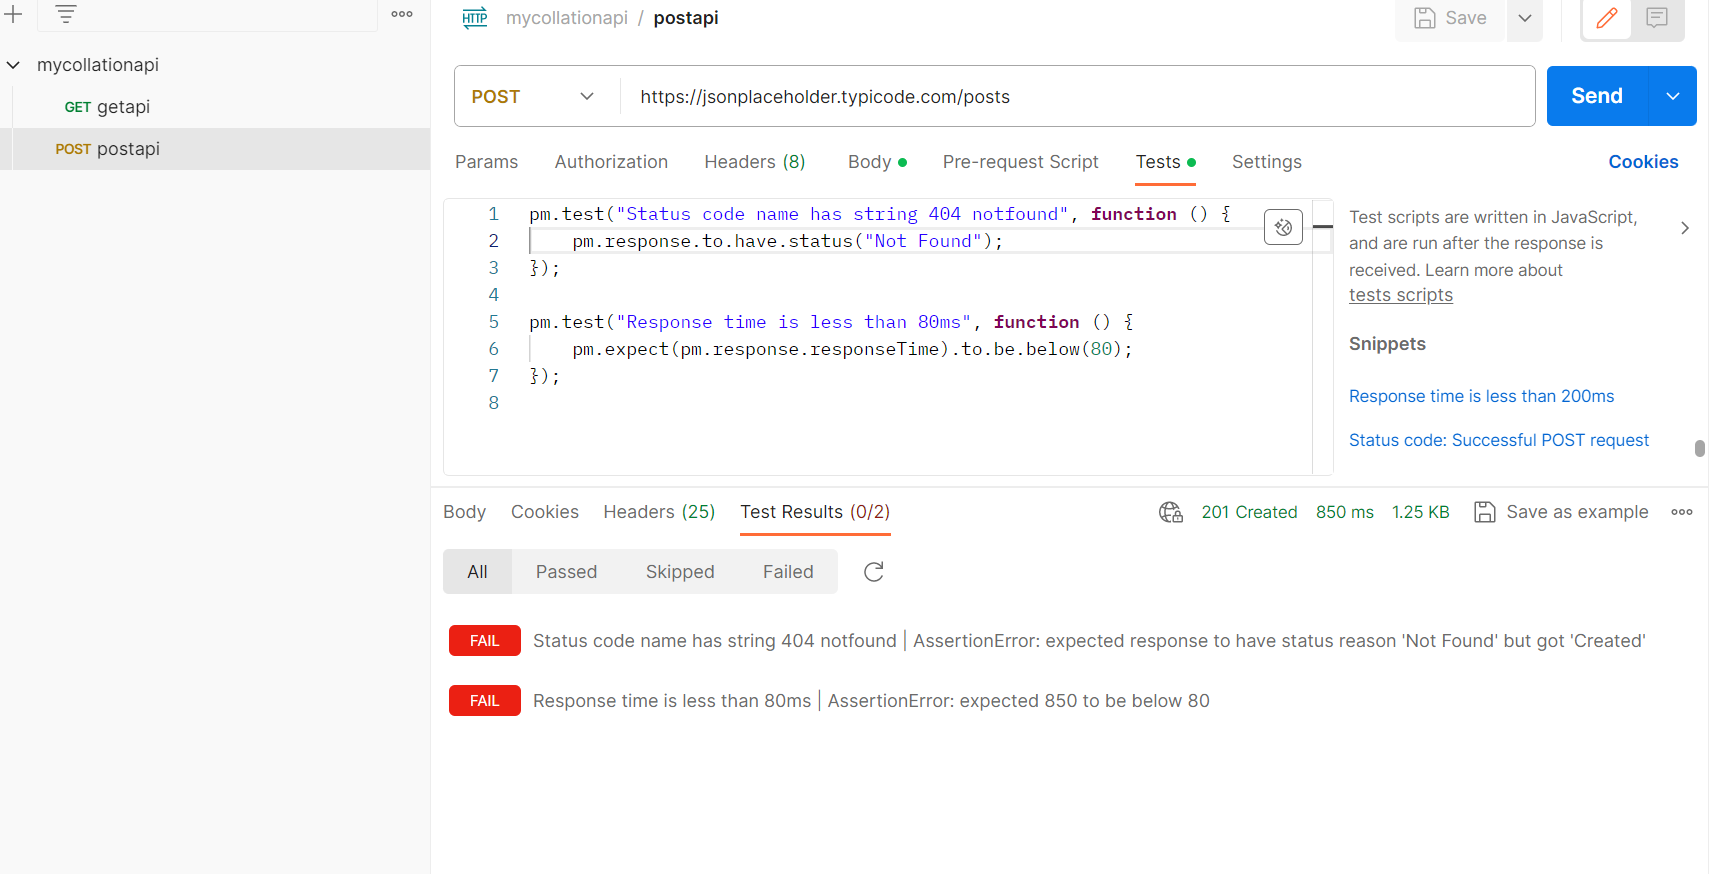 HTTP mycollationapi / postapi
Save
mycollationapi
GET getapi
POST postapi
POST https://jsonplaceholder.typicode.com/posts
Send
Params Authorization Headers (8) Body Pre-request Script Tests Settings Cookies
1 pm.test("Status code name has string 404 notfound", function () {
2 pm.response.to.have.status("Not Found");
3 });
4
5 pm.test("Response time is less than 80ms", function () {
6 pm.expect(pm.response.responseTime).to.be.below(80);
7 });
8
Test scripts are written in JavaScript,
and are run after the response is
received. Learn more about
tests scripts
Snippets
Response time is less than 200ms
Status code: Successful POST request
Body Cookies Headers (25) Test Results (0/2) 201 Created 850 ms 1.25 KB Save as example
All Passed Skipped Failed
FAIL Status code name has string 404 notfound | AssertionError: expected response to have status reason 'Not Found' but got 'Created'
FAIL Response time is less than 80ms | AssertionError: expected 850 to be below 80